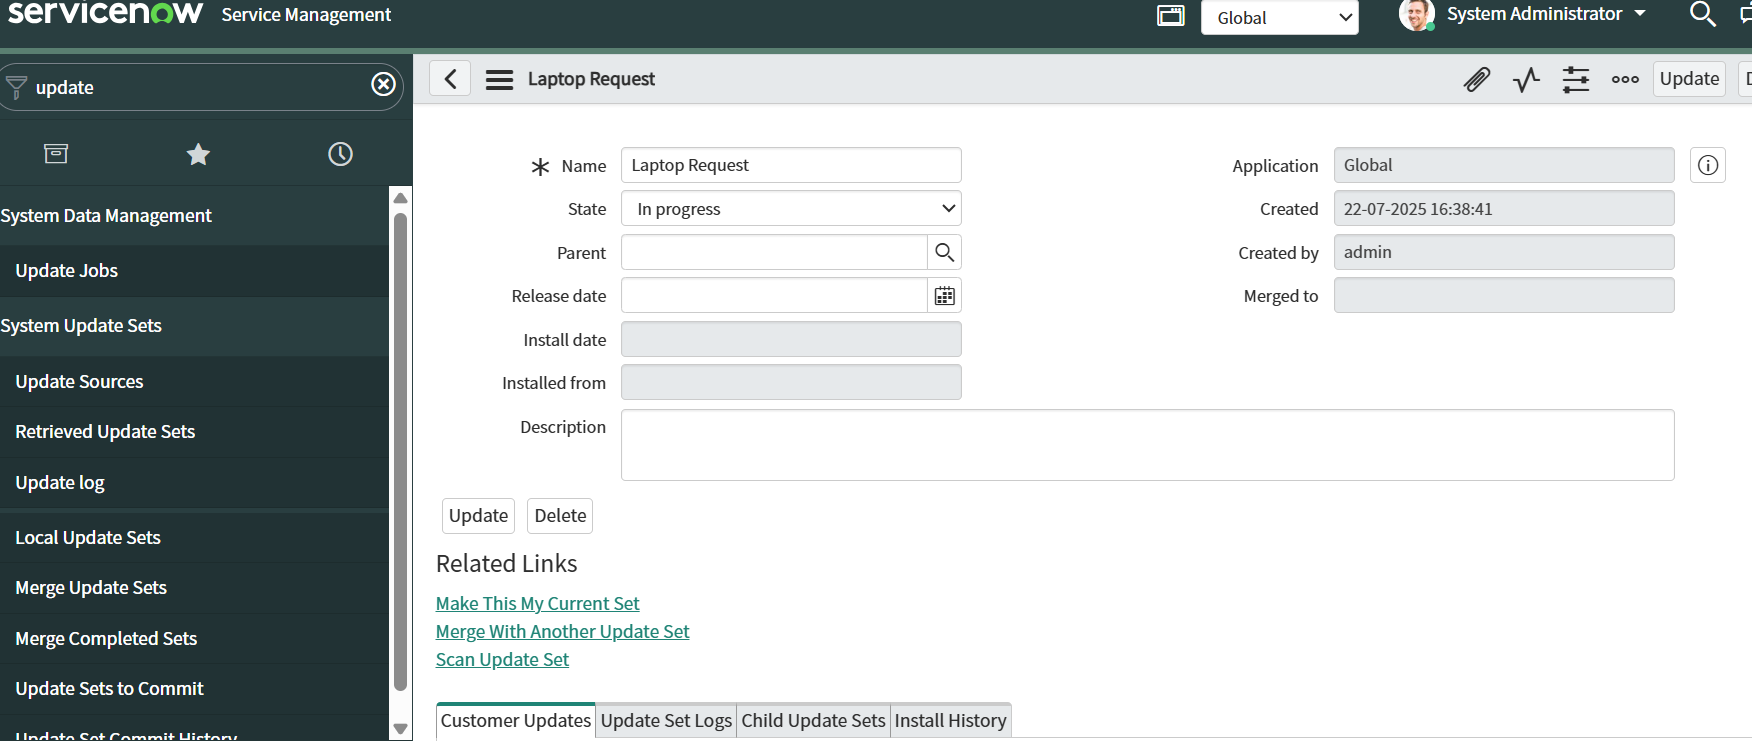 servicenow Service Management
Global
System Administrator
update
Laptop Request
Update
System Data Management
Update Jobs
System Update Sets
Update Sources
Retrieved Update Sets
Update log
Local Update Sets
Merge Update Sets
Merge Completed Sets
Update Sets to Commit
Update Set Commit History
Name Laptop Request
State In progress
Parent
Release date
Install date
Installed from
Description
Application Global
Created 22-07-2025 16:38:41
Created by admin
Merged to
Update Delete
Related Links
Make This My Current Set
Merge With Another Update Set
Scan Update Set
Customer Updates Update Set Logs Child Update Sets Install History